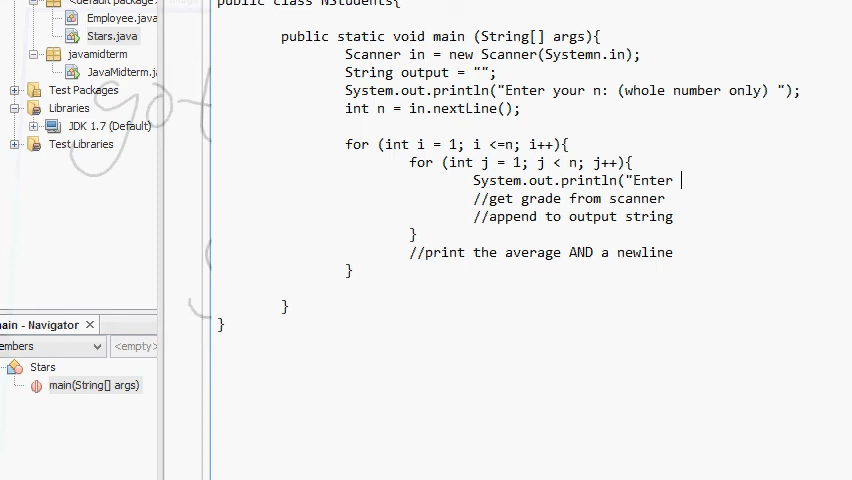 <default package>
Employee.java
Stars.java
javamidterm
JavaMidterm.ja
Test Packages
Libraries
JDK 1.7 (Default)
Test Libraries
main - Navigator
embers
<empty>
Stars
main(String[] args)
public class NStudents{
public static void main (String[] args){
Scanner in = new Scanner(Systemn.in);
String output = "";
System.out.println("Enter your n: (whole number only) ");
int n = in.nextLine();
for (int i = 1; i <=n; i++){
for (int j = 1; j < n; j++){
System.out.println("Enter
//get grade from scanner
//append to output string
}
//print the average AND a newline
}
}
}